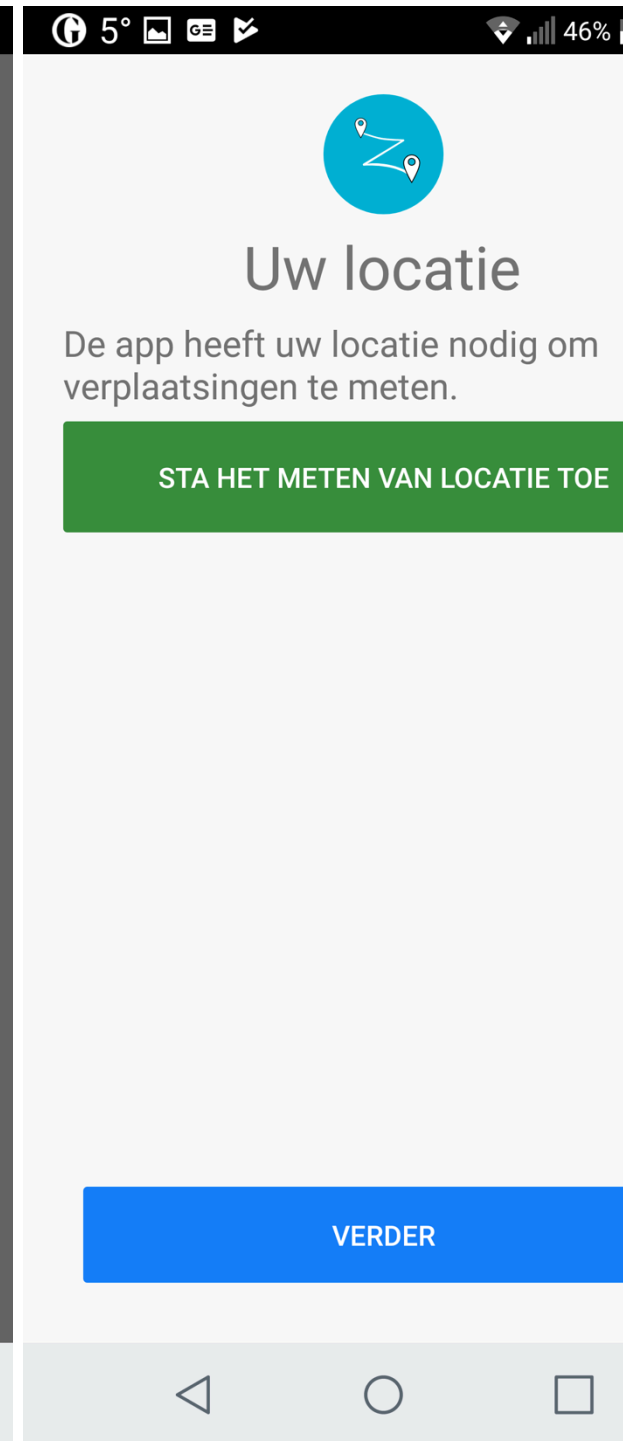 5° GE 46%
Uw locatie
De app heeft uw locatie nodig om
verplaatsingen te meten.
STA HET METEN VAN LOCATIE TOE
VERDER